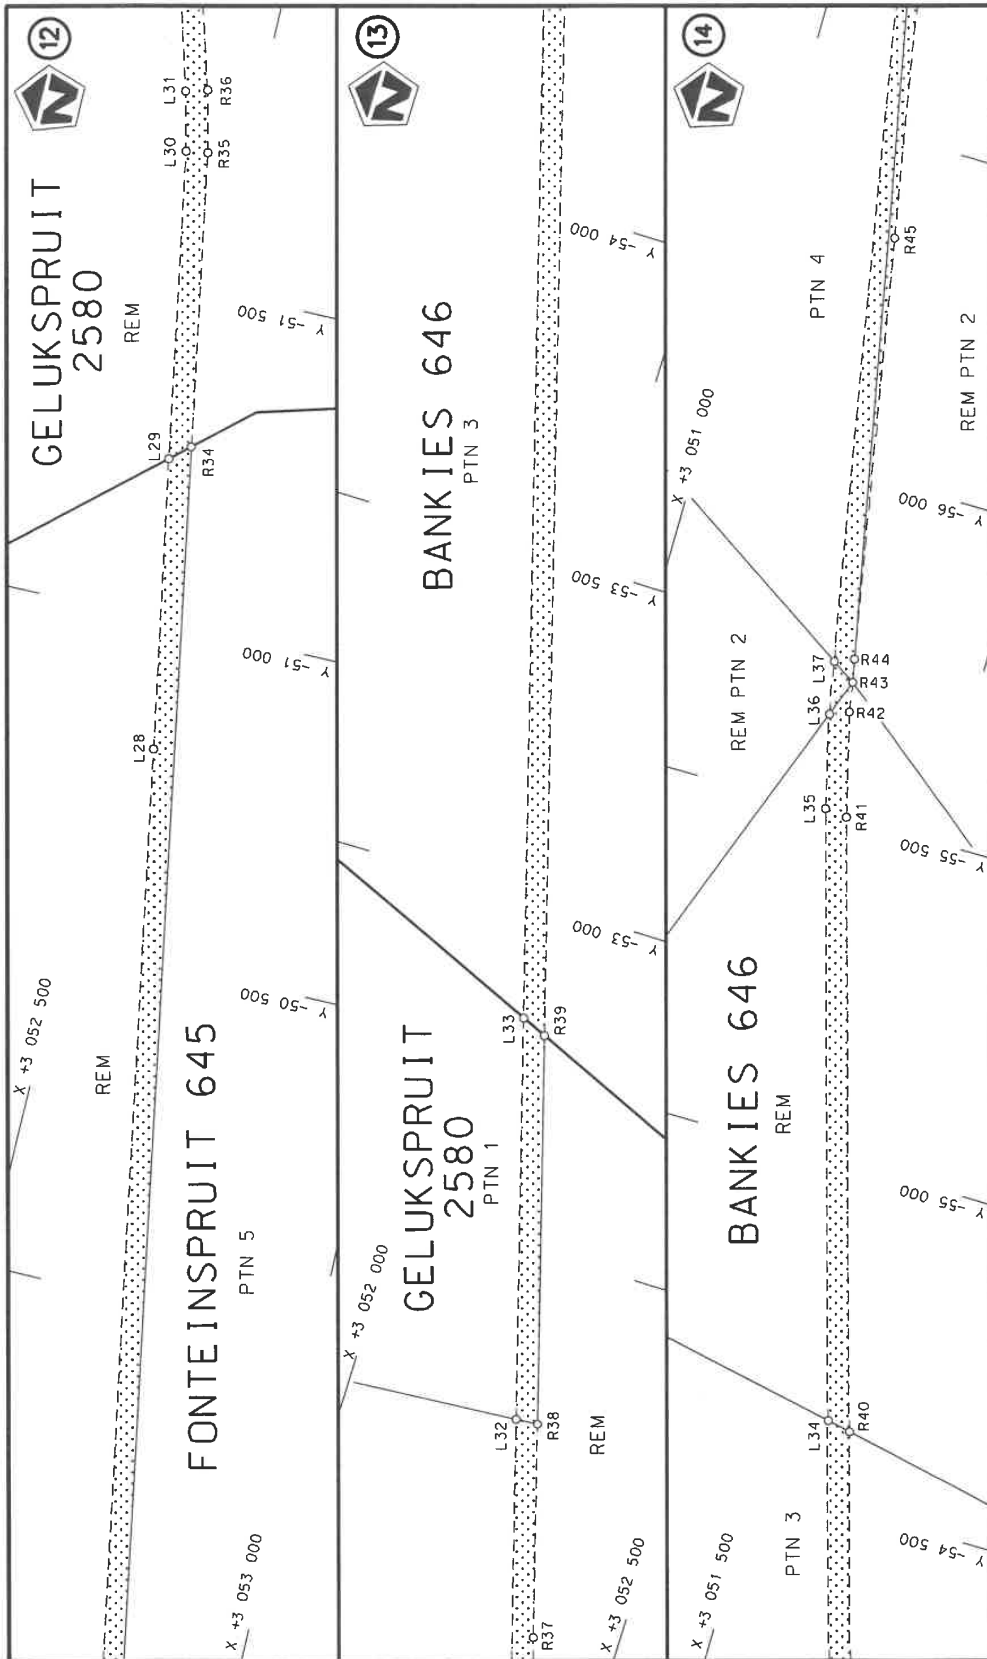 12
N
GELUKSPRUIT
2580
REM
L31
R36
L30
R35
Y -51 500
L29
R34
Y -51 000
L28
Y -50 500
X +3 052 500
REM
FONTEINSPRUIT 645
PTN 5
X +3 053 000
13
N
Y -54 000
BANKIES 646
PTN 3
Y -53 500
Y -53 000
L33
R39
GELUKSPRUIT
2580
PTN 1
X +3 052 000
L32
R38
REM
R37
X +3 052 500
14
N
PTN 4
R45
REM PTN 2
X +3 051 000
Y -56 000
REM PTN 2
L37
R44
R43
L36
R42
L35
R41
Y -55 500
BANKIES 646
REM
Y -55 000
L34
R40
PTN 3
Y -54 500
X +3 051 500